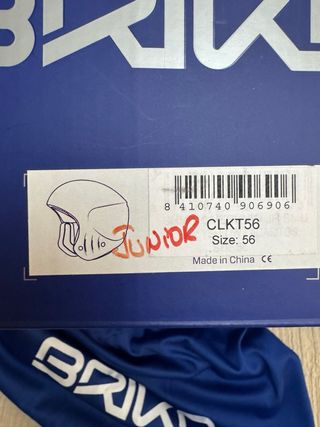 BRIKO
8 410740 906906
CLKT56
Size: 56
JUNIOR
Made in China CE
BRIKO